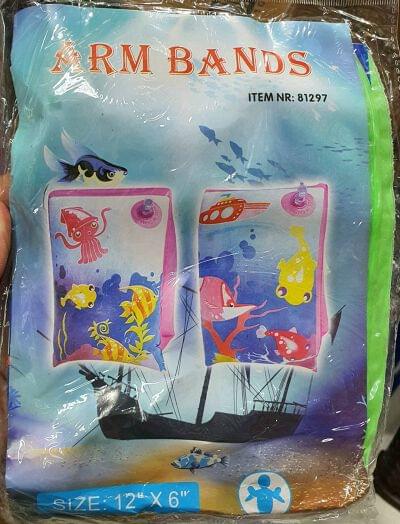 ARM BANDS
ITEM NR: 81297
SIZE: 12" X 6"